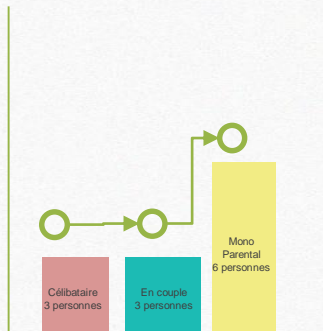 Célibataire
3 personnes
En couple
3 personnes
Mono
Parental
6 personnes